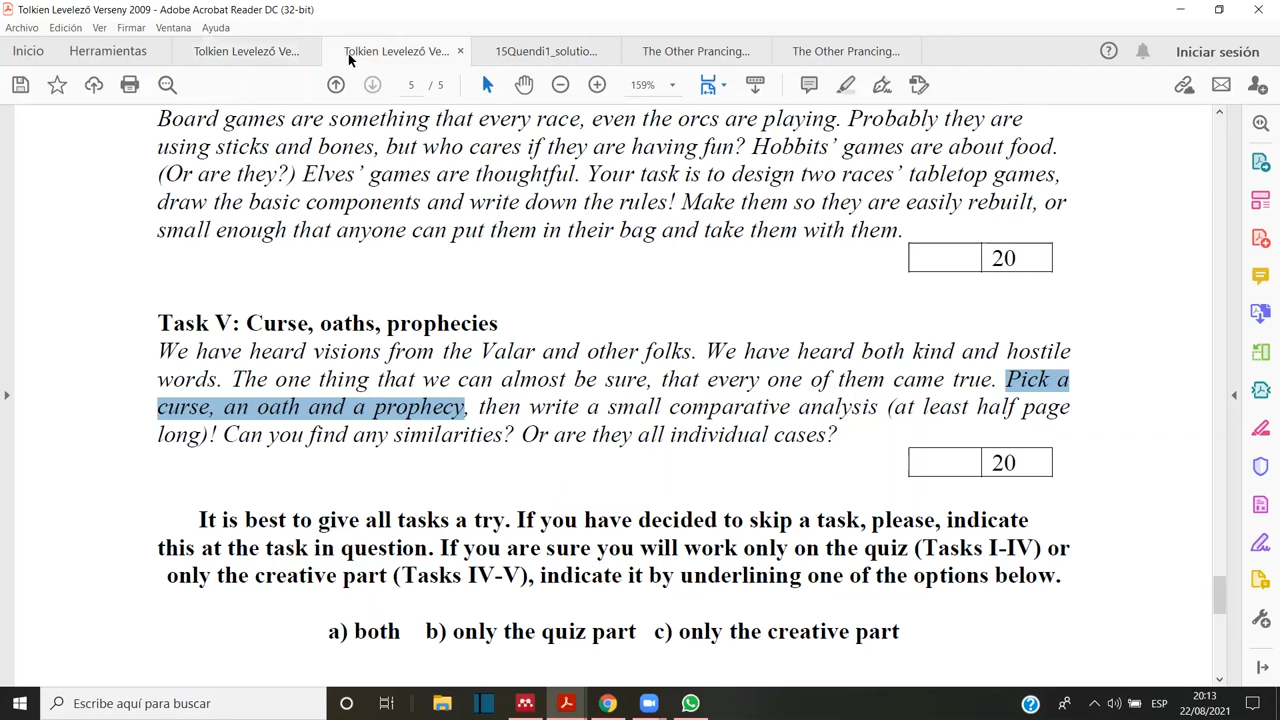 Tolkien Levelező Verseny 2009 - Adobe Acrobat Reader DC (32-bit)
Archivo Edición Ver Firmar Ventana Ayuda
Inicio Herramientas Tolkien Levelező Ve... Tolkien Levelező Ve... × 15Quendi1_solutio... The Other Prancing... The Other Prancing... Iniciar sesión
5 / 5 159%
Board games are something that every race, even the orcs are playing. Probably they are
using sticks and bones, but who cares if they are having fun? Hobbits' games are about food.
(Or are they?) Elves' games are thoughtful. Your task is to design two races' tabletop games,
draw the basic components and write down the rules! Make them so they are easily rebuilt, or
small enough that anyone can put them in their bag and take them with them.
20
Task V: Curse, oaths, prophecies
We have heard visions from the Valar and other folks. We have heard both kind and hostile
words. The one thing that we can almost be sure, that every one of them came true. Pick a
curse, an oath and a prophecy, then write a small comparative analysis (at least half page
long)! Can you find any similarities? Or are they all individual cases?
20
It is best to give all tasks a try. If you have decided to skip a task, please, indicate
this at the task in question. If you are sure you will work only on the quiz (Tasks I-IV) or
only the creative part (Tasks IV-V), indicate it by underlining one of the options below.
a) both b) only the quiz part c) only the creative part
Escribe aquí para buscar
ESP
20:13
22/08/2021